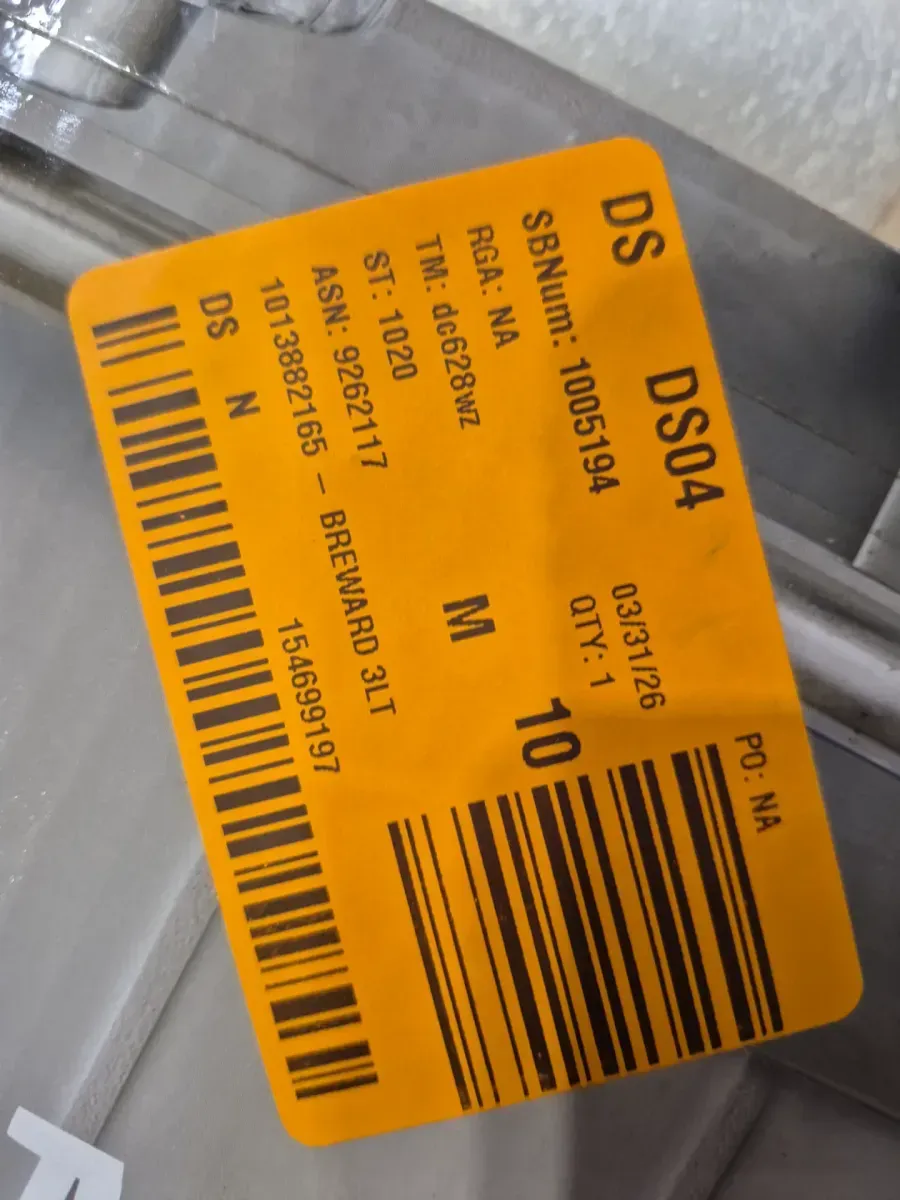 DS DS04 PO: NA
SBNum: 1005194 03/31/26
RGA: NA QTY: 1
TM: dc628wz M 10
ST: 1020
ASN: 9262117
1013882165 – BREWARD 3LT
DS N 154699197